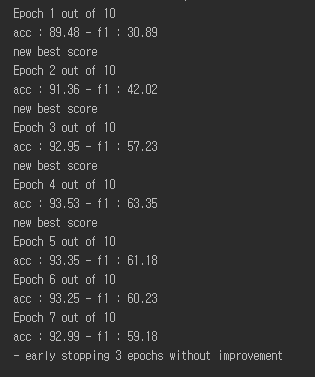 Epoch 1 out of 10
acc : 89.48 - f1 : 30.89
new best score
Epoch 2 out of 10
acc : 91.36 - f1 : 42.02
new best score
Epoch 3 out of 10
acc : 92.95 - f1 : 57.23
new best score
Epoch 4 out of 10
acc : 93.53 - f1 : 63.35
new best score
Epoch 5 out of 10
acc : 93.35 - f1 : 61.18
Epoch 6 out of 10
acc : 93.25 - f1 : 60.23
Epoch 7 out of 10
acc : 92.99 - f1 : 59.18
- early stopping 3 epochs without improvement